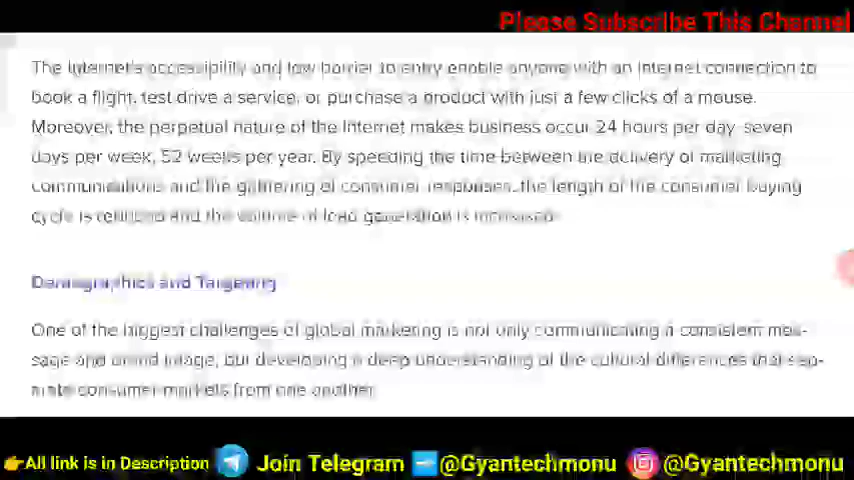 Please Subscribe This Channel
The Internet's accessibility and low barrier to entry enable anyone with an Internet connection to
book a flight, test drive a service, or purchase a product with just a few clicks of a mouse.
Moreover, the perpetual nature of the Internet makes business occur 24 hours per day, seven
days per week, 52 weeks per year. By speeding the time between the delivery of marketing
communications and the gathering of consumer responses, the length of the consumer buying
cycle is reduced and the volume of lead generation is increased.
Demographics and Targeting
One of the biggest challenges of global marketing is not only communicating a consistent mes-
sage and brand image, but developing a deep understanding of the cultural differences that sep-
arate consumer markets from one another.
All link is in Description Join Telegram @Gyantechmonu @Gyantechmonu